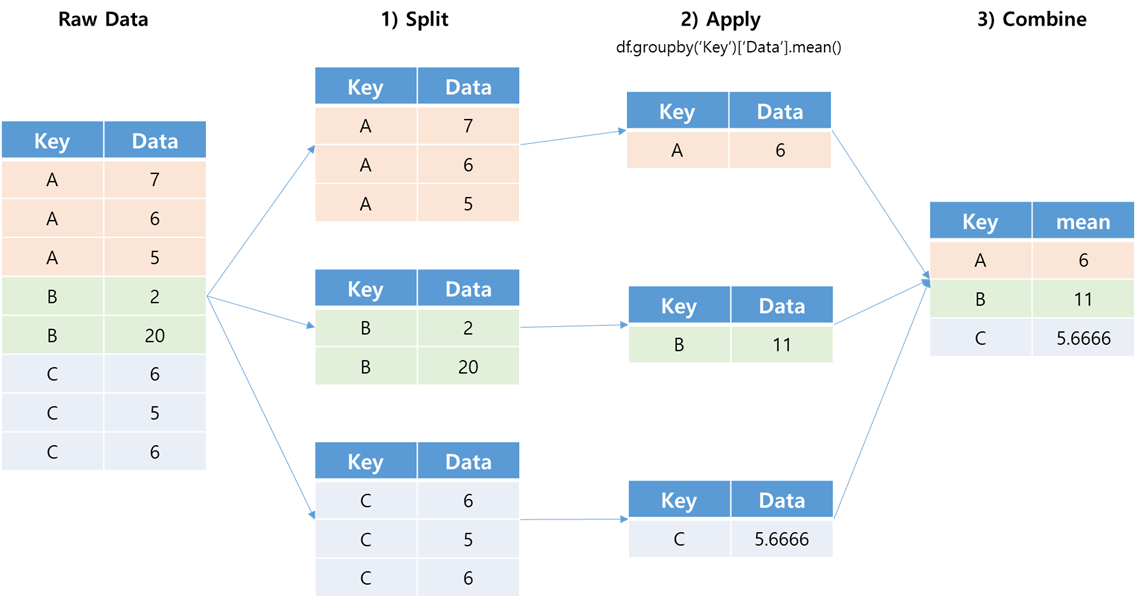 Raw Data
1) Split
2) Apply
3) Combine
df.groupby(‘Key’)[‘Data’].mean()
Key Data
A 7
A 6
A 5
B 2
B 20
C 6
C 5
C 6
Key Data
A 7
A 6
A 5
Key Data
B 2
B 20
Key Data
C 6
C 5
C 6
Key Data
A 6
Key Data
B 11
Key Data
C 5.6666
Key mean
A 6
B 11
C 5.6666